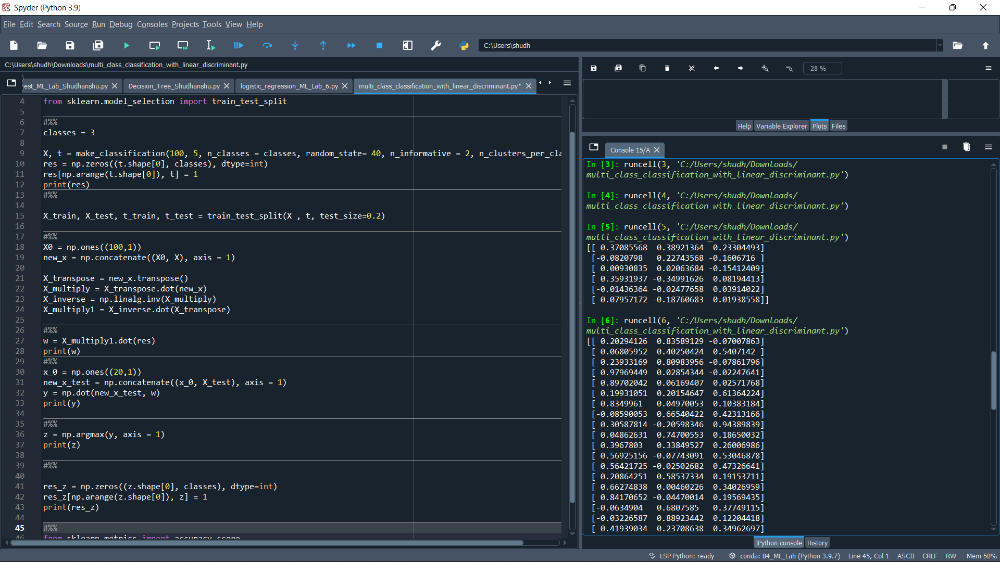 Spyder (Python 3.9)
File Edit Search Source Run Debug Consoles Projects Tools View Help
C:\Users\shudh
C:\Users\shudh\Downloads\multi_class_classification_with_linear_discriminant.py
rest_ML_Lab_Shudhanshu.py Decision_Tree_Shudhanshu.py logistic_regression_ML_Lab_6.py multi_class_classification_with_linear_discriminant.py*
4 from sklearn.model_selection import train_test_split
5
6 #%%
7 classes = 3
8
9 X, t = make_classification(100, 5, n_classes = classes, random_state= 40, n_informative = 2, n_clusters_per_cla
10 res = np.zeros((t.shape[0], classes), dtype=int)
11 res[np.arange(t.shape[0]), t] = 1
12 print(res)
13 #%%
14
15 X_train, X_test, t_train, t_test = train_test_split(X , t, test_size=0.2)
16
17 #%%
18 X0 = np.ones((100,1))
19 new_x = np.concatenate((X0, X), axis = 1)
20
21 X_transpose = new_x.transpose()
22 X_multiply = X_transpose.dot(new_x)
23 X_inverse = np.linalg.inv(X_multiply)
24 X_multiply1 = X_inverse.dot(X_transpose)
25
26 #%%
27 w = X_multiply1.dot(res)
28 print(w)
29 #%%
30 x_0 = np.ones((20,1))
31 new_x_test = np.concatenate((x_0, X_test), axis = 1)
32 y = np.dot(new_x_test, w)
33 print(y)
34
35 #%%
36 z = np.argmax(y, axis = 1)
37 print(z)
38
39 #%%
40
41 res_z = np.zeros((z.shape[0], classes), dtype=int)
42 res_z[np.arange(z.shape[0]), z] = 1
43 print(res_z)
44
45 #%%
46 from sklearn.metrics import accuracy_score
28 %
Help Variable Explorer Plots Files
Console 15/A
In [3]: runcell(3, 'C:/Users/shudh/Downloads/
multi_class_classification_with_linear_discriminant.py')
In [4]: runcell(4, 'C:/Users/shudh/Downloads/
multi_class_classification_with_linear_discriminant.py')
In [5]: runcell(5, 'C:/Users/shudh/Downloads/
multi_class_classification_with_linear_discriminant.py')
[[ 0.37085568 0.38921364 0.23304493]
[-0.0820798 0.22743568 -0.1606716 ]
[ 0.00930835 0.02063684 -0.15412409]
[ 0.35931937 -0.34991626 0.08194413]
[-0.01436364 -0.02477658 0.03914022]
[ 0.07957172 -0.18760683 0.01938558]]
In [6]: runcell(6, 'C:/Users/shudh/Downloads/
multi_class_classification_with_linear_discriminant.py')
[[ 0.20294126 0.83589129 -0.07007863]
[ 0.06805952 0.40250424 0.5407142 ]
[ 0.23933169 0.80983956 -0.07861796]
[ 0.97969449 0.02854344 -0.02247641]
[ 0.89702042 0.06169407 0.02571768]
[ 0.19931051 0.20154647 0.61364224]
[ 0.8349961 0.04970053 0.10383184]
[-0.08590053 0.66540422 0.42313166]
[ 0.30587814 -0.20598346 0.94389839]
[ 0.04862631 0.74700553 0.18650032]
[ 0.3967803 0.33849527 0.26006986]
[ 0.56925156 -0.07743091 0.53046878]
[ 0.56421725 -0.02502682 0.47326641]
[ 0.20864251 0.58537334 0.19153711]
[ 0.66274838 0.00460226 0.34026959]
[ 0.84170652 -0.04470014 0.19569435]
[-0.0634904 0.6807585 0.37749115]
[-0.03226587 0.88923442 0.12204418]
[ 0.41939034 0.23708638 0.34962697]
IPython console History
LSP Python: ready conda: B4_ML_Lab (Python 3.9.7) Line 45, Col 1 ASCII CRLF RW Mem 50%